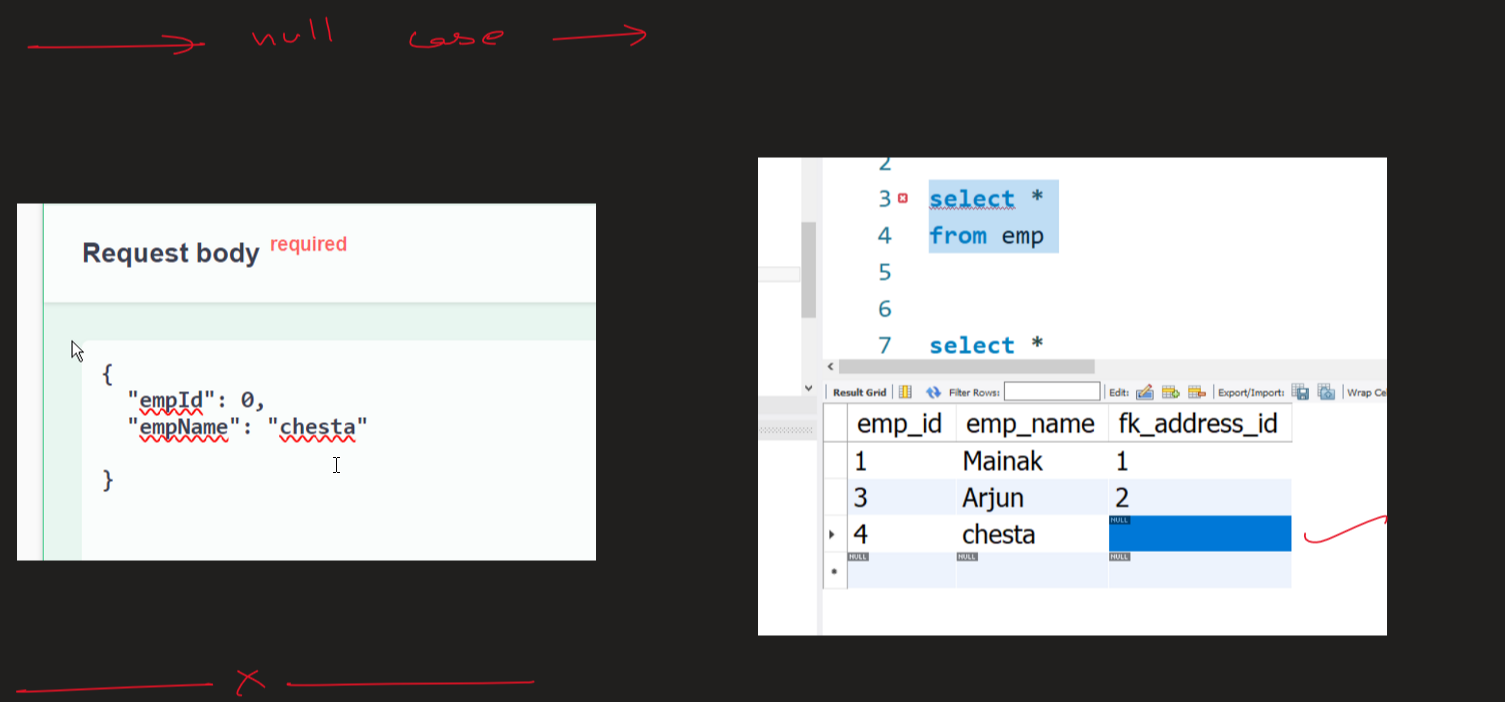 null case
Request body required
{
"empId": 0,
"empName": "chesta"
}
2
3 select *
4 from emp
5
6
7 select *
Result Grid Filter Rows: Edit: Export/Import: Wrap Ce
emp_id emp_name fk_address_id
1 Mainak 1
3 Arjun 2
4 chesta NULL
NULL NULL NULL